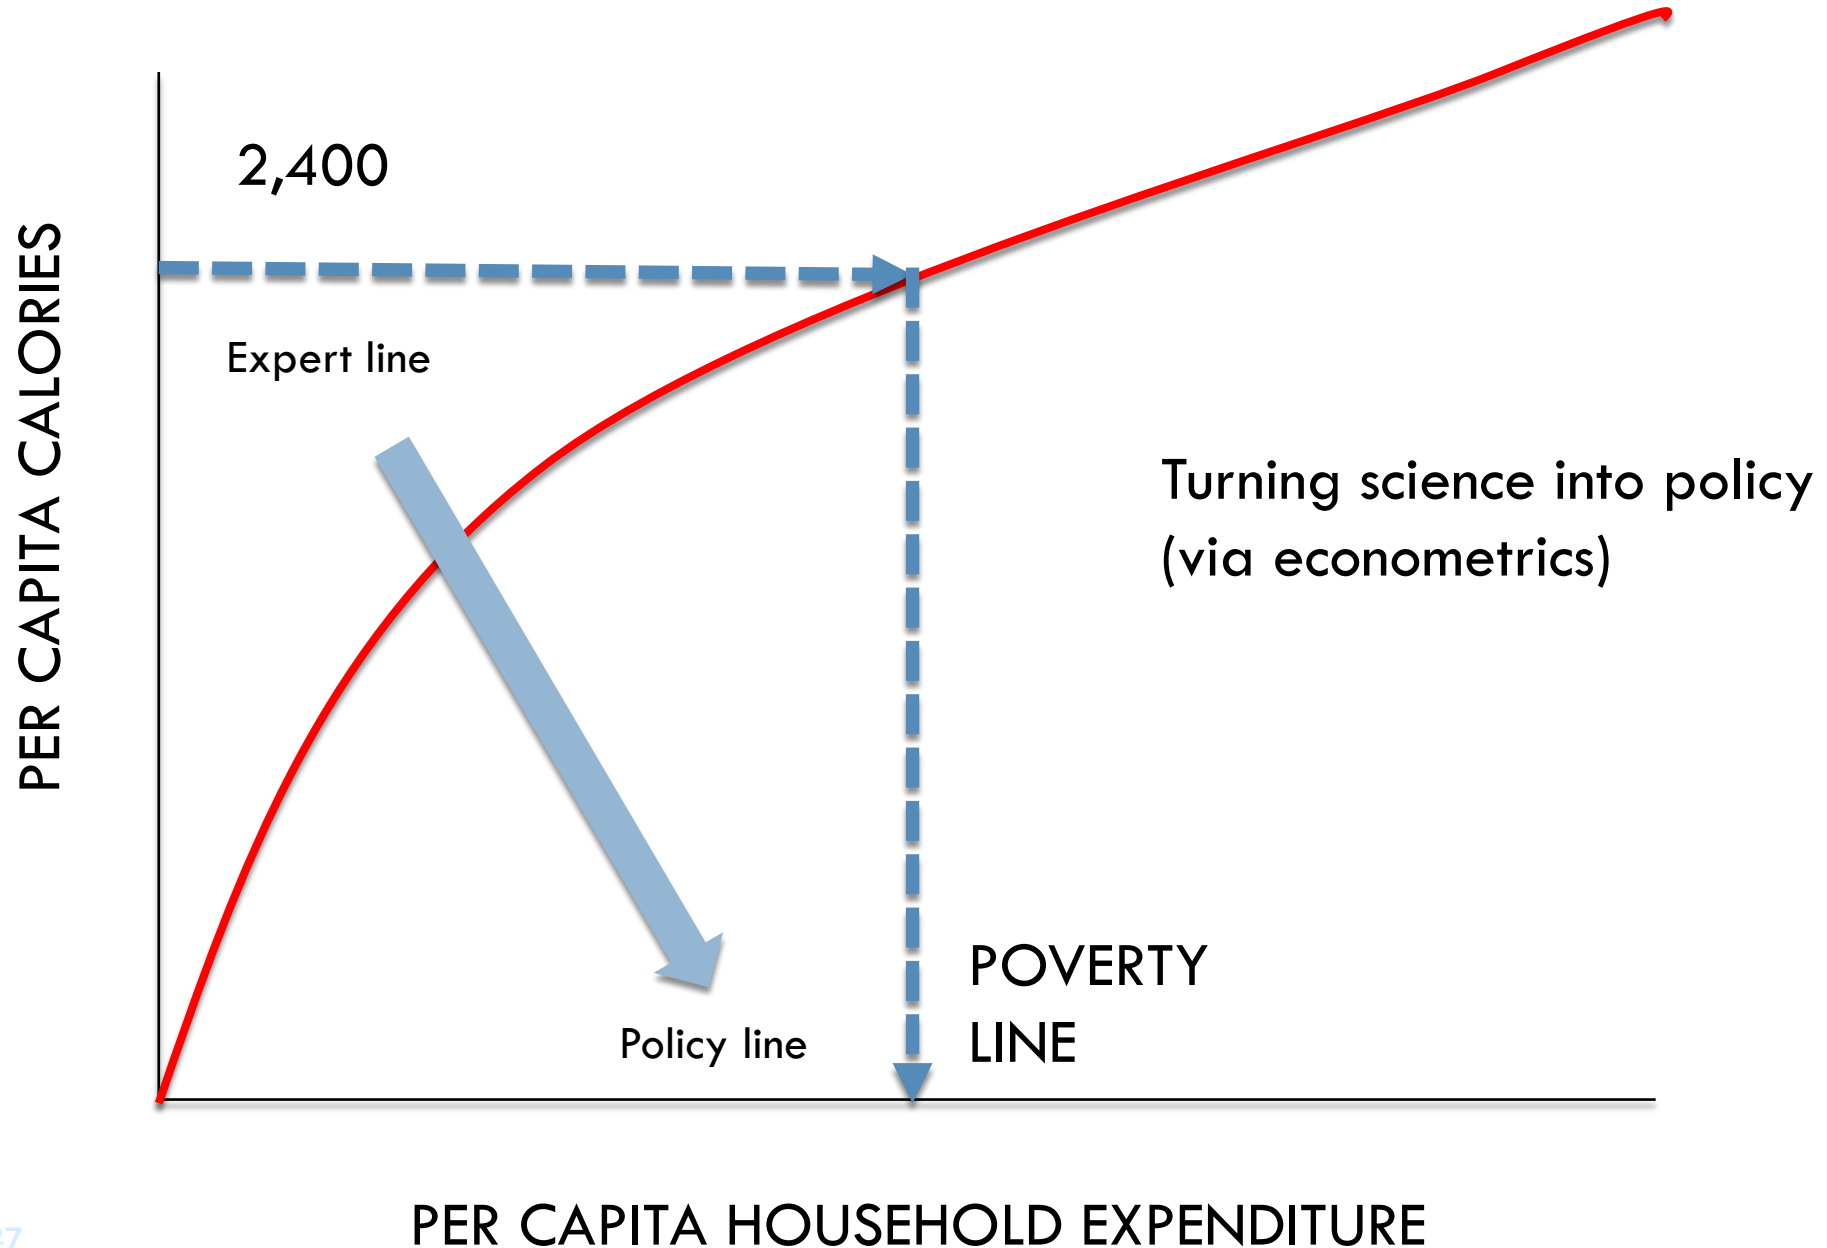 2,400
PER CAPITA CALORIES
Expert line
Turning science into policy
(via econometrics)
POVERTY
LINE
Policy line
PER CAPITA HOUSEHOLD EXPENDITURE